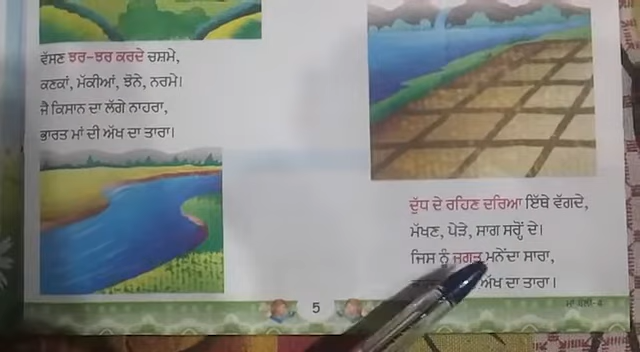 ਵੱਸਣ ਝਰ-ਝਰ ਕਰਦੇ ਚਸ਼ਮੇ,
ਕਣਕਾਂ, ਮੱਕੀਆਂ, ਝੋਨੇ, ਨਰਮੇ।
ਜੈ ਕਿਸਾਨ ਦਾ ਲੱਗੇ ਨਾਹਰਾ,
ਭਾਰਤ ਮਾਂ ਦੀ ਅੱਖ ਦਾ ਤਾਰਾ।
ਦੁੱਧ ਦੇ ਰਹਿਣ ਦਰਿਆ ਇੱਥੇ ਵੱਗਦੇ,
ਮੱਖਣ, ਪੇੜੇ, ਸਾਗ ਸਰ੍ਹੋਂ ਦੇ।
ਜਿਸ ਨੂੰ ਜਗਤ ਮਨੇਂਦਾ ਸਾਰਾ,
ਅੱਖ ਦਾ ਤਾਰਾ।
5